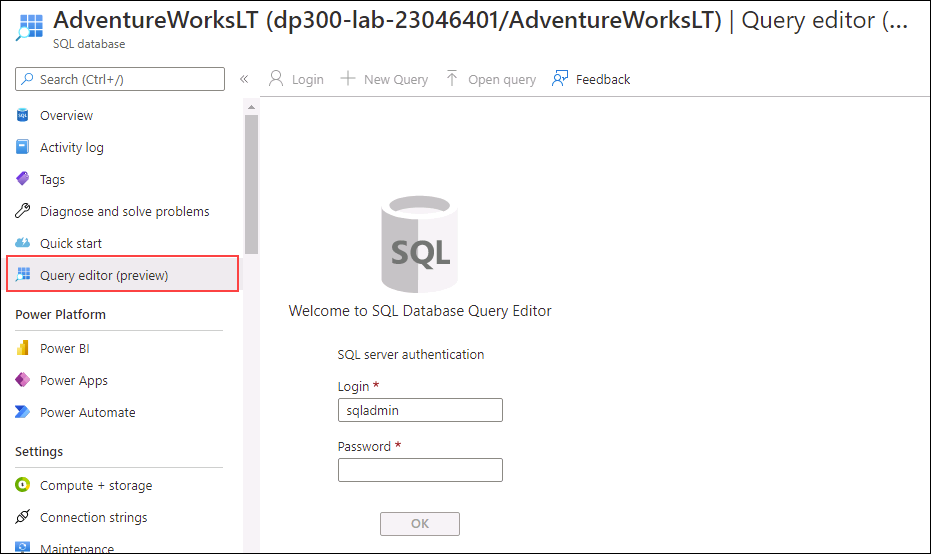 AdventureWorksLT (dp300-lab-23046401/AdventureWorksLT) | Query editor (...
SQL database
Search (Ctrl+/)
«
Login
New Query
Open query
Feedback
SQL
Overview
Activity log
Tags
Diagnose and solve problems
Quick start
Query editor (preview)
Power Platform
Power BI
Power Apps
Power Automate
Settings
Compute + storage
Connection strings
Maintenance
SQL
Welcome to SQL Database Query Editor
SQL server authentication
Login *
sqladmin
Password *
OK